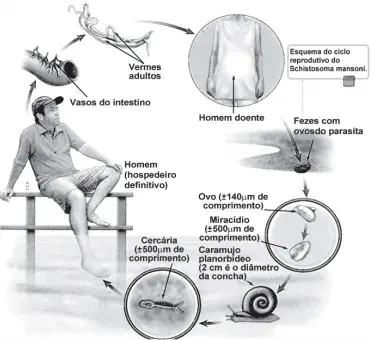 Vermes
adultos
Vasos do intestino
Esquema do ciclo
reprodutivo do
Schistosoma mansoni.
Homem doente
Fezes com
ovosdo parasita
Homem
(hospedeiro
definitivo)
Ovo (±140µm de
comprimento)
Miracídio
(±500µm de
comprimento)
Cercária
(±500µm de
comprimento)
Caramujo
planorbídeo
(2 cm é o diâmetro
da concha)